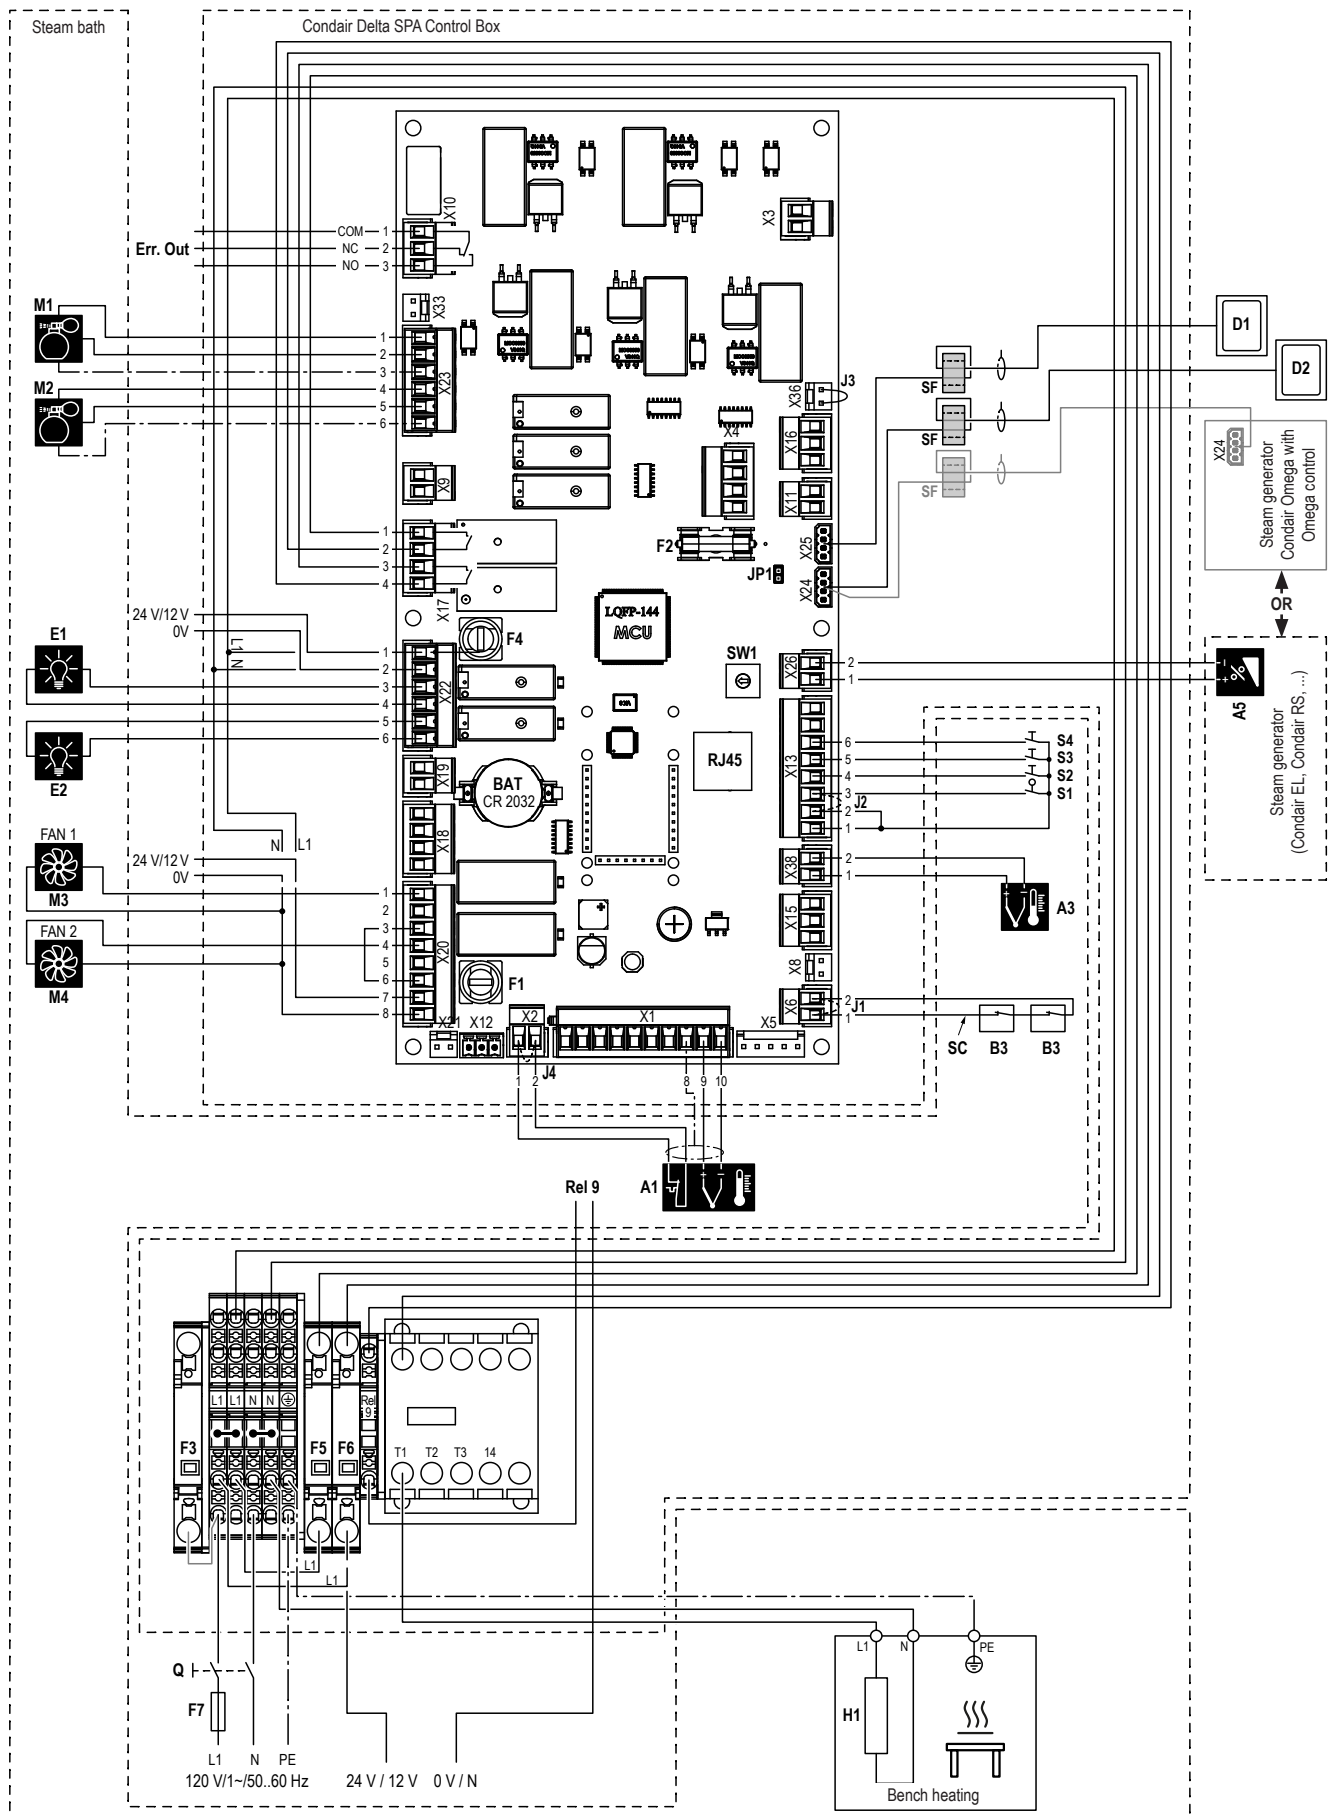 Steam bath
Condair Delta SPA Control Box
X10
X3
COM
1
Err. Out
NC
2
NO
3
X33
M1
1
2
3
X23
M2
4
5
6
D1
D2
SF
SF
SF
X24
Steam generator
Condair Omega with
Omega control
OR
J3
X36
X4
X16
X9
X11
F2
X25
JP1
X24
1
2
3
4
X17
LQFP-144
MCU
24 V/12 V
0V
L1
N
F4
E1
1
2
3
X22
4
5
6
E2
SW1
X26
2
1
A5
Steam generator
(Condair EL, Condair RS, ...)
RJ45
X13
6
5
4
3
2
1
S4
S3
S2
S1
J2
X19
BAT
CR 2032
X18
FAN 1
M3
N
L1
24 V/12 V
0V
X38
2
1
A3
X15
FAN 2
M4
1
2
3
4
5
6
7
8
X20
F1
X8
X6
2
1
J1
SC
B3
B3
X21
X12
X2
X1
X5
1
2
J4
8
9
10
Rel 9
A1
L1
L1
N
N
Rel
9
F3
F5
F6
T1
T2
T3
14
L1
L1
Q
F7
L1
N
PE
120 V/1~/50..60 Hz
24 V / 12 V
0 V / N
L1
N
PE
H1
Bench heating